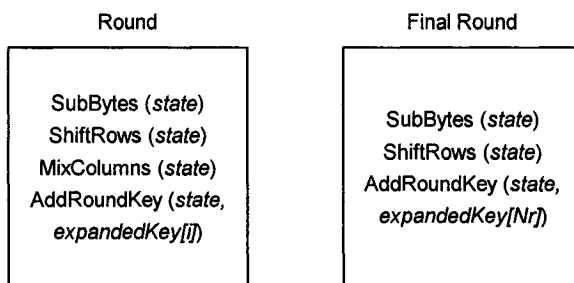 Round
SubBytes (state)
ShiftRows (state)
MixColumns (state)
AddRoundKey (state,
expandedKey[i])
Final Round
SubBytes (state)
ShiftRows (state)
AddRoundKey (state,
expandedKey[Nr])